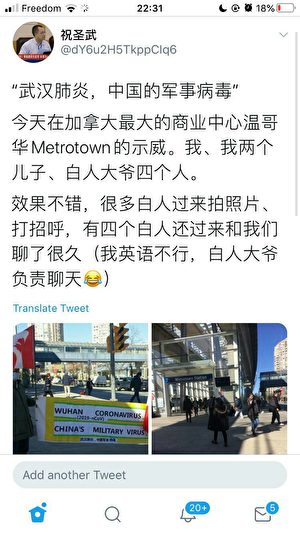 Freedom 22:31 18%
祝圣武
@dY6u2H5TkppCIq6
“武汉肺炎，中国的军事病毒”
今天在加拿大最大的商业中心温哥
华Metrotown的示威。我、我两个
儿子、白人大爷四个人。
效果不错，很多白人过来拍照片、
打招呼，有四个白人还过来和我们
聊了很久（我英语不行，白人大爷
负责聊天😂）
Translate Tweet
WUHAN CORONAVIRUS
(2019-nCoV)
CHINA'S MILITARY VIRUS
Add another Tweet
20+
5